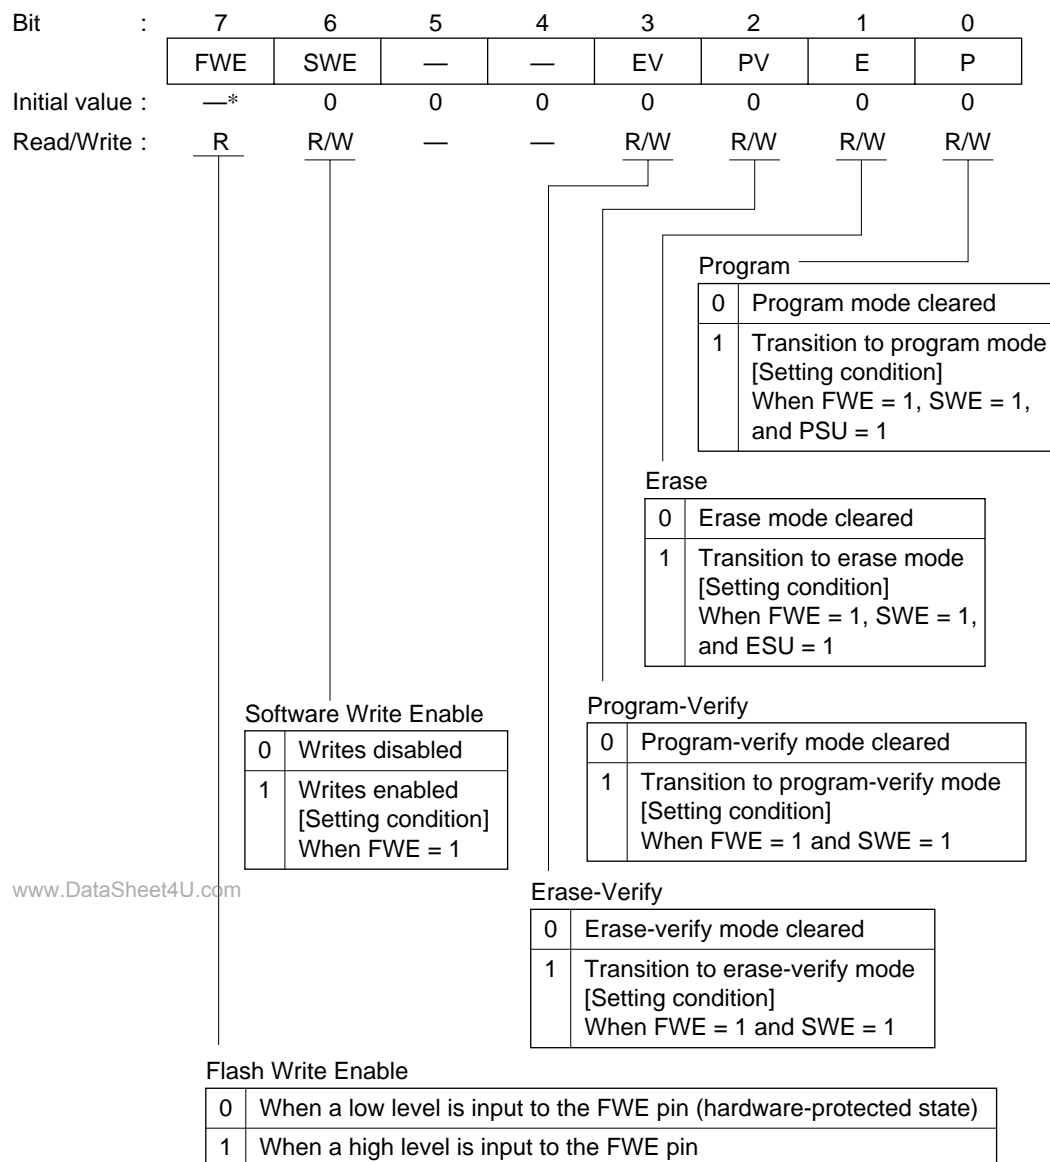 Bit : 7 6 5 4 3 2 1 0
FWE SWE — — EV PV E P
Initial value : —* 0 0 0 0 0 0 0
Read/Write : R R/W — — R/W R/W R/W R/W
Program
0 Program mode cleared
1 Transition to program mode
[Setting condition]
When FWE = 1, SWE = 1,
and PSU = 1
Erase
0 Erase mode cleared
1 Transition to erase mode
[Setting condition]
When FWE = 1, SWE = 1,
and ESU = 1
Program-Verify
0 Program-verify mode cleared
1 Transition to program-verify mode
[Setting condition]
When FWE = 1 and SWE = 1
Software Write Enable
0 Writes disabled
1 Writes enabled
[Setting condition]
When FWE = 1
www.DataSheet4U.com
Erase-Verify
0 Erase-verify mode cleared
1 Transition to erase-verify mode
[Setting condition]
When FWE = 1 and SWE = 1
Flash Write Enable
0 When a low level is input to the FWE pin (hardware-protected state)
1 When a high level is input to the FWE pin